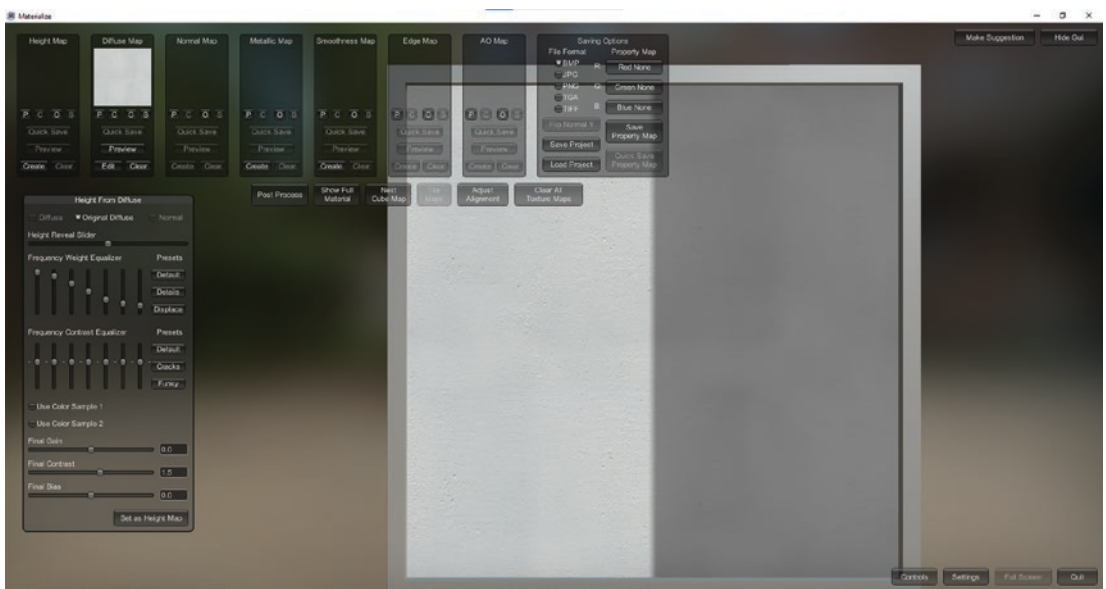 Materialize
Height Map
Diffuse Map
Normal Map
Metallic Map
Smoothness Map
Edge Map
AO Map
P C O S
P C O S
P C O S
P C O S
P C O S
P C O S
P C O S
Quick Save
Quick Save
Quick Save
Quick Save
Quick Save
Quick Save
Quick Save
Preview
Preview
Preview
Preview
Preview
Preview
Preview
Create Clear
Edit Clear
Create Clear
Create Clear
Create Clear
Create Clear
Create Clear
Saving Options
File Format
Property Map
BMP
JPG
PNG
TGA
TIFF
R: Red None
G: Green None
B: Blue None
Flip Normal Y
Save Project
Load Project
Save
Property Map
Quick Save
Property Map
Make Suggestion
Hide Gui
Post Process
Show Full
Material
Next
Cube Map
Tile
Maps
Adjust
Alignment
Clear All
Texture Maps
Height From Diffuse
Diffuse
Original Diffuse
Normal
Height Reveal Slider
Frequency Weight Equalizer
Presets
Default
Details
Displace
Frequency Contrast Equalizer
Presets
Default
Cracks
Funky
Use Color Sample 1
Use Color Sample 2
Final Gain
0.0
Final Contrast
1.5
Final Bias
0.0
Set as Height Map
Controls
Settings
Full Screen
Quit